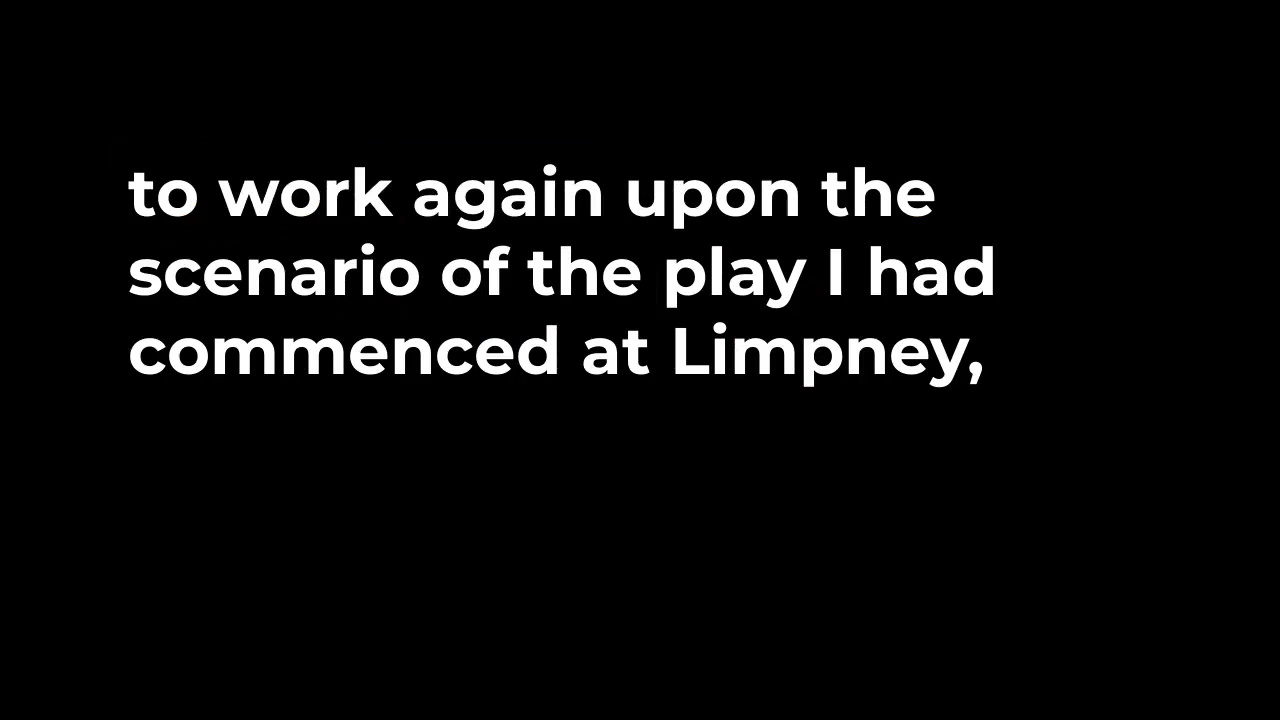 to work again upon the
scenario of the play I had
commenced at Limpney,